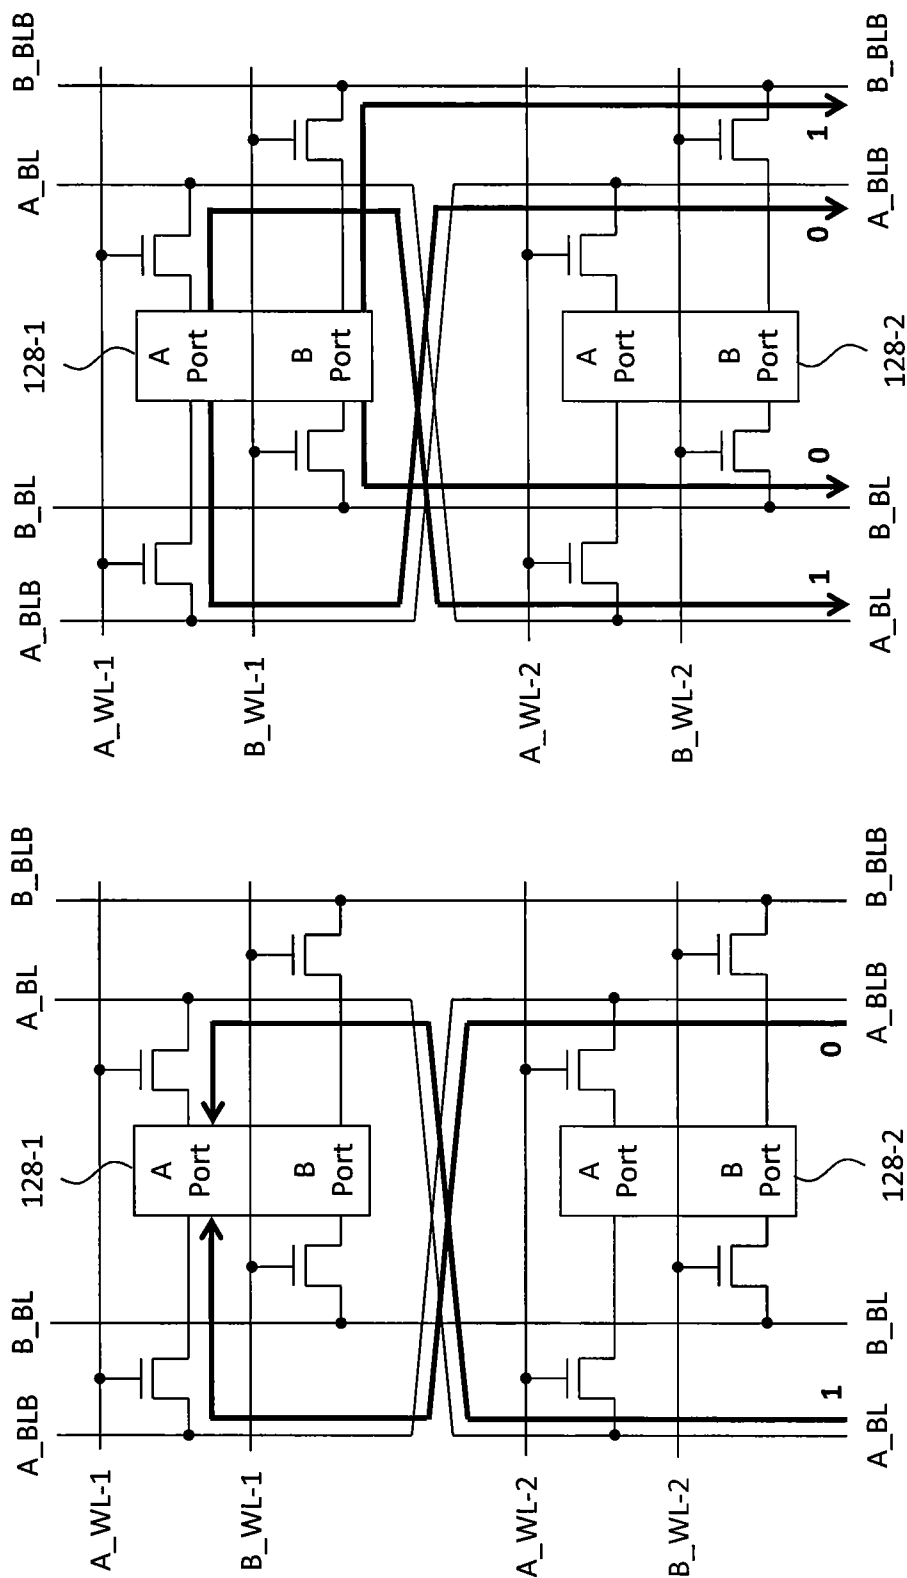 A_BLB
B_BL
128-1
A_BL
B_BLB
A_WL-1
A
Port
B_WL-1
B
Port
A_WL-2
A
Port
B_WL-2
B
Port
128-2
1
0
0
1
A_BL
B_BL
A_BLB
B_BLB
A_BLB
B_BL
128-1
A_BL
B_BLB
A_WL-1
A
Port
B_WL-1
B
Port
A_WL-2
A
Port
B_WL-2
B
Port
128-2
1
0
A_BL
B_BL
A_BLB
B_BLB